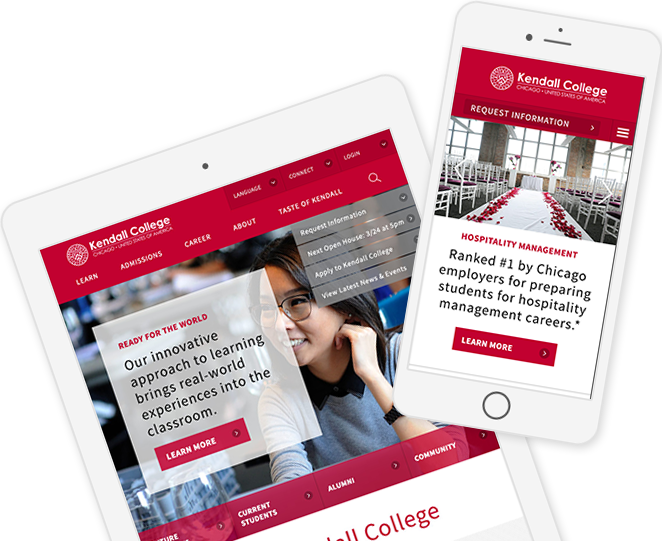 Kendall College
CHICAGO • UNITED STATES OF AMERICA
REQUEST INFORMATION
HOSPITALITY MANAGEMENT
Ranked #1 by Chicago
employers for preparing
students for hospitality
management careers.*
LEARN MORE
LANGUAGE
CONNECT
LOGIN
Kendall College
CHICAGO • UNITED STATES OF AMERICA
LEARN
ADMISSIONS
CAREER
ABOUT
TASTE OF KENDALL
Request Information
Next Open House: 3/24 at 5pm
Apply to Kendall College
View Latest News & Events
READY FOR THE WORLD
Our innovative
approach to learning
brings real-world
experiences into the
classroom.
LEARN MORE
CURRENT
STUDENTS
ALUMNI
COMMUNITY
College